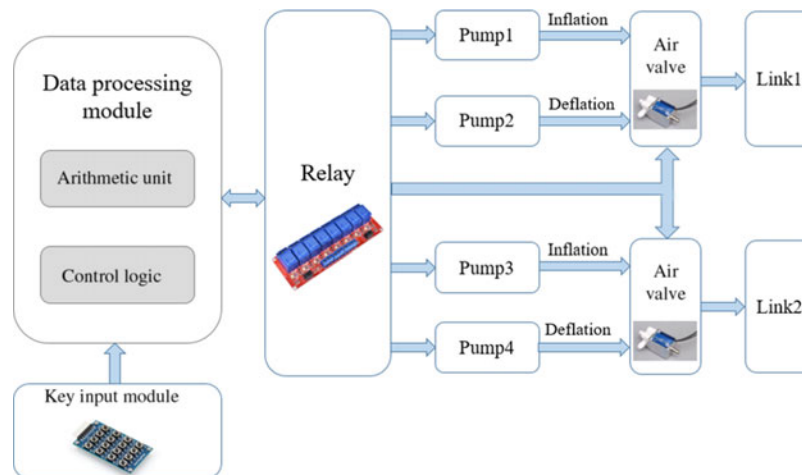 Data processing
module
Arithmetic unit
Control logic
Key input module
Relay
Pump1
Inflation
Pump2
Deflation
Air
valve
Link1
Pump3
Inflation
Pump4
Deflation
Air
valve
Link2